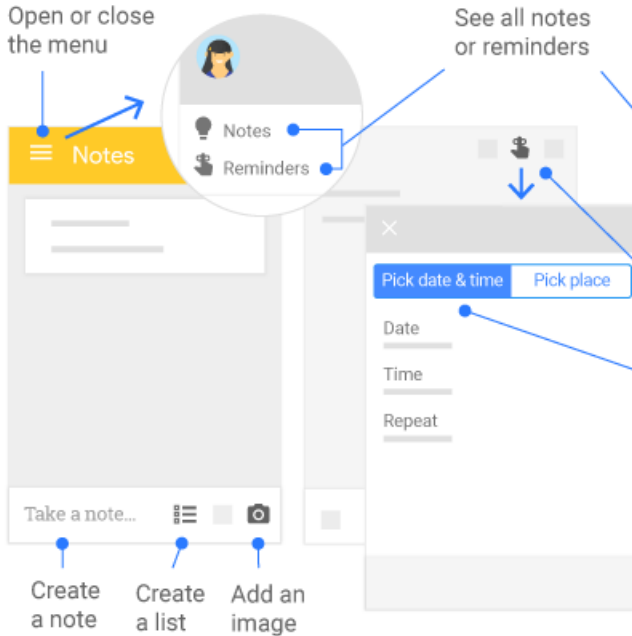 Open or close
the menu
See all notes
or reminders
Notes
Reminders
Notes
Pick date & time
Pick place
Date
Time
Repeat
Take a note...
Create
a note
Create
a list
Add an
image